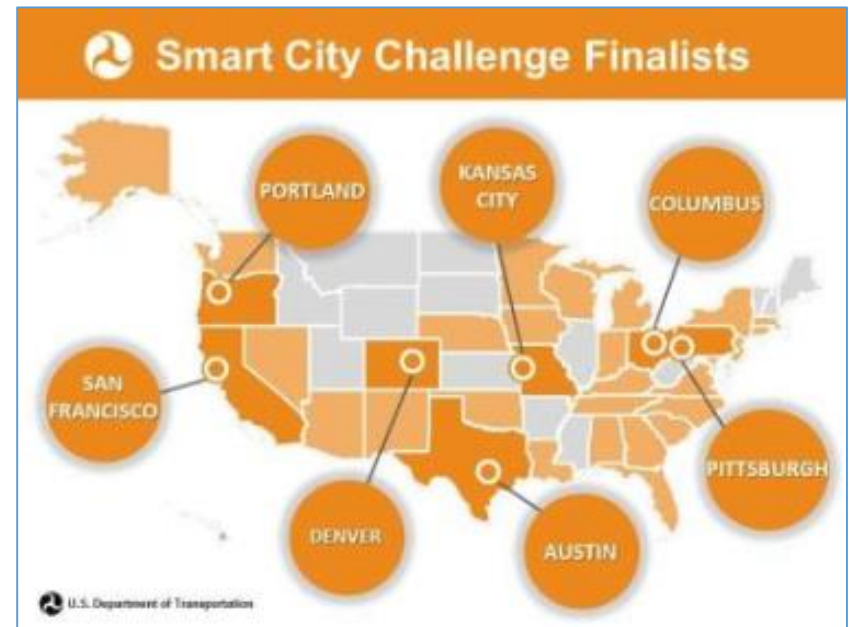 Smart City Challenge Finalists
PORTLAND
KANSAS
CITY
COLUMBUS
SAN
FRANCISCO
DENVER
AUSTIN
PITTSBURGH
U.S. Department of Transportation